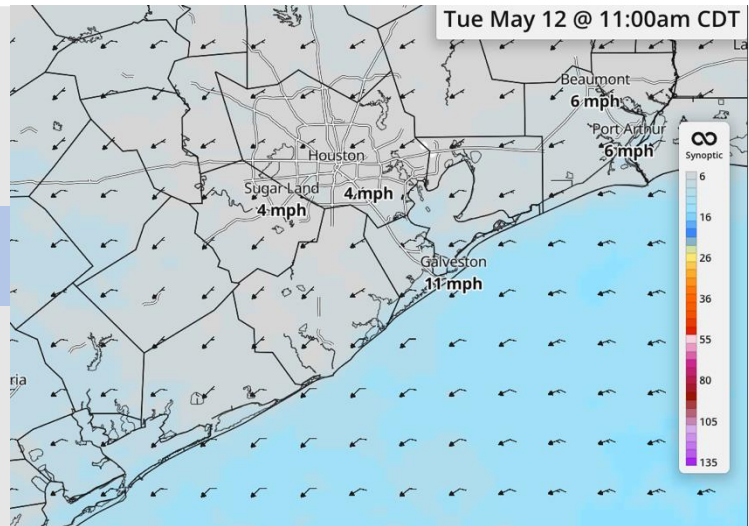 Tue May 12 @ 11:00am CDT
La
Beaumont
6 mph
Port Arthur
6 mph
Houston
4 mph
Sugar Land
4 mph
Galveston
11 mph
ria
Synoptic
6
16
26
36
55
80
105
135